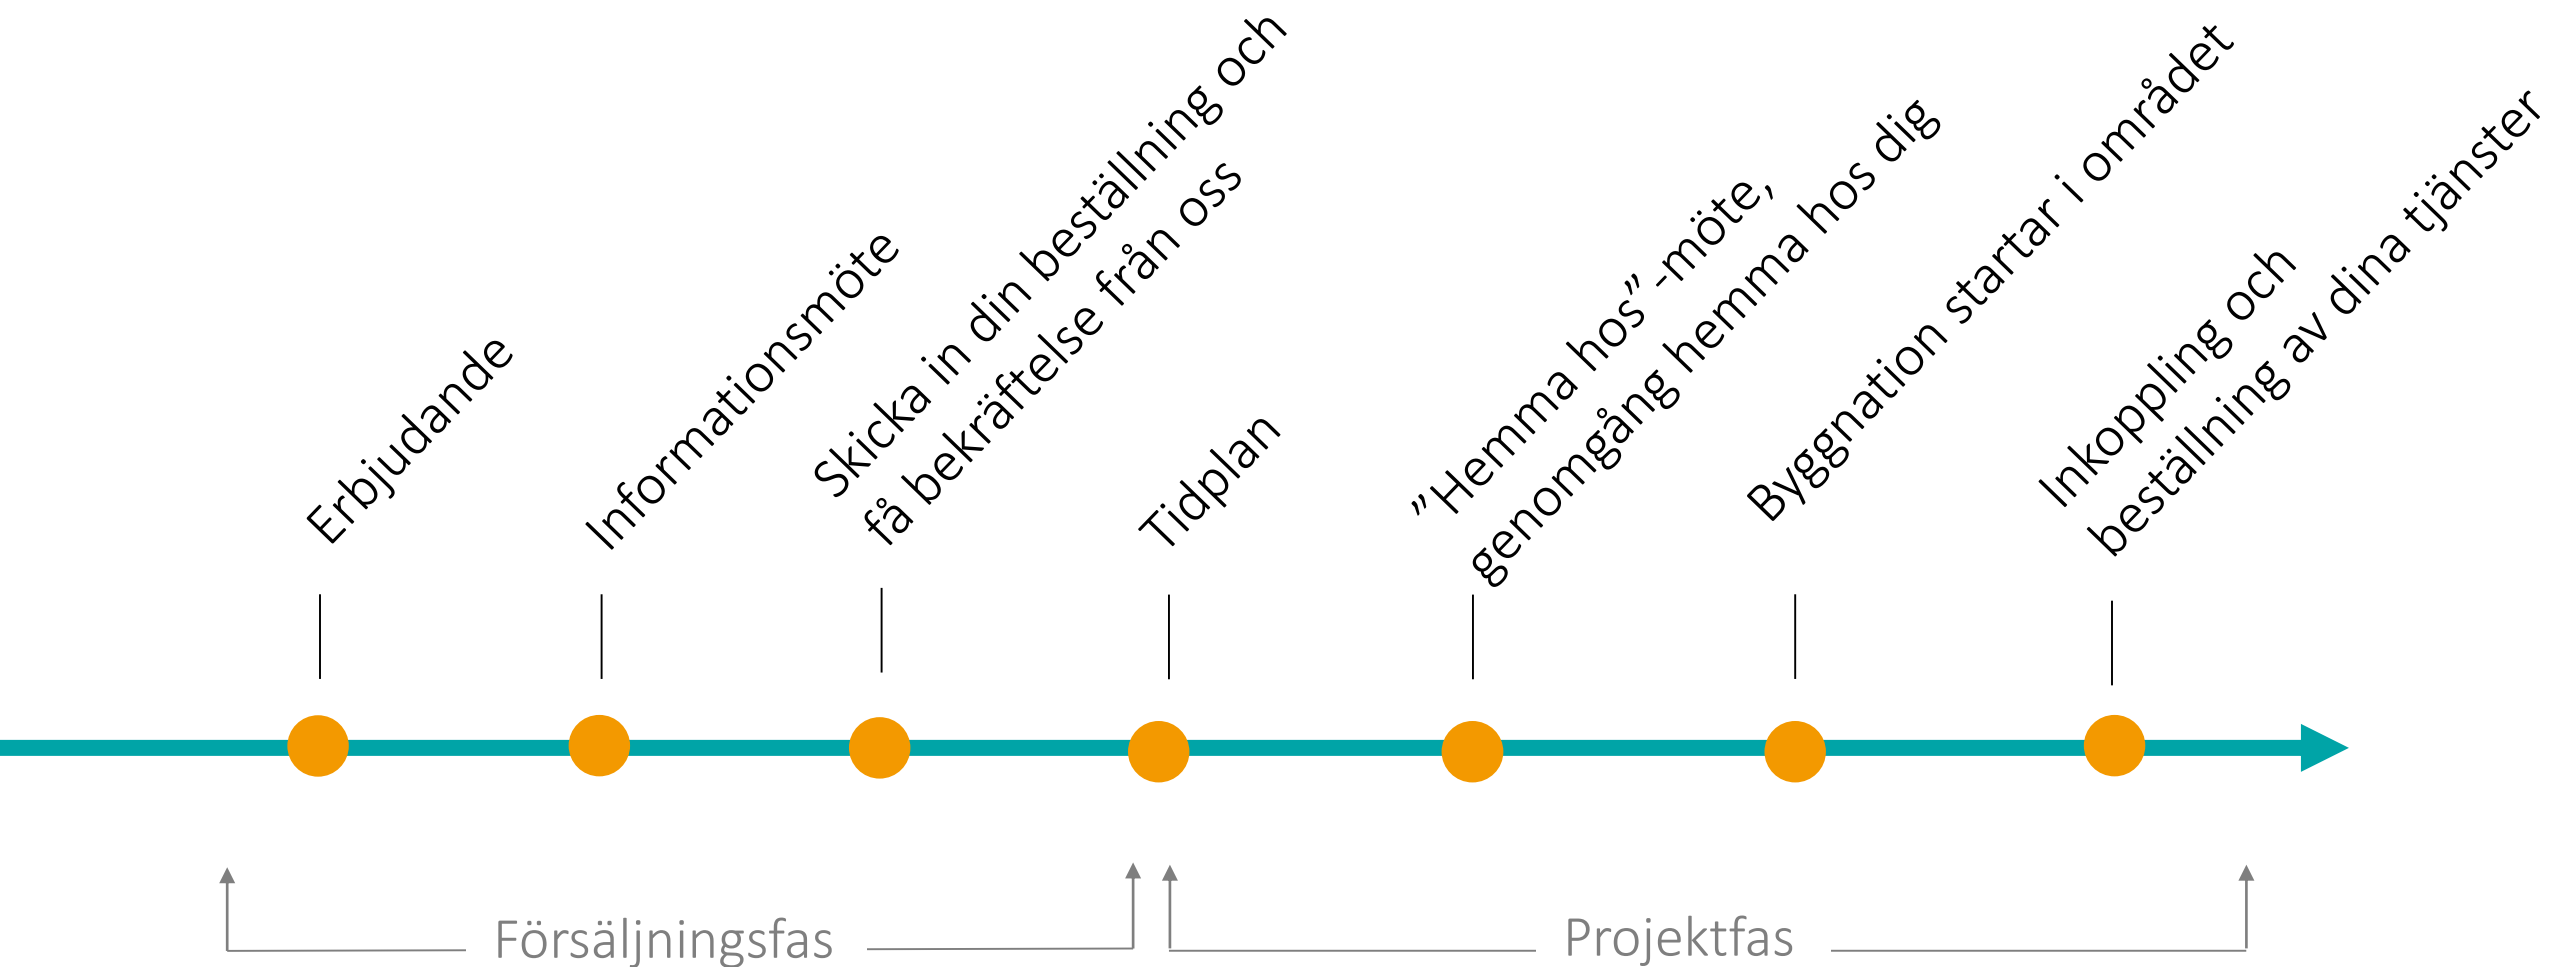 Erbjudande
Informationsmöte
Skicka in din beställning och
få bekräftelse från oss
Tidplan
”Hemma hos” -möte,
genomgång hemma hos dig
Byggnation startar i området
Inkoppling och
beställning av dina tjänster
Försäljningsfas
Projektfas